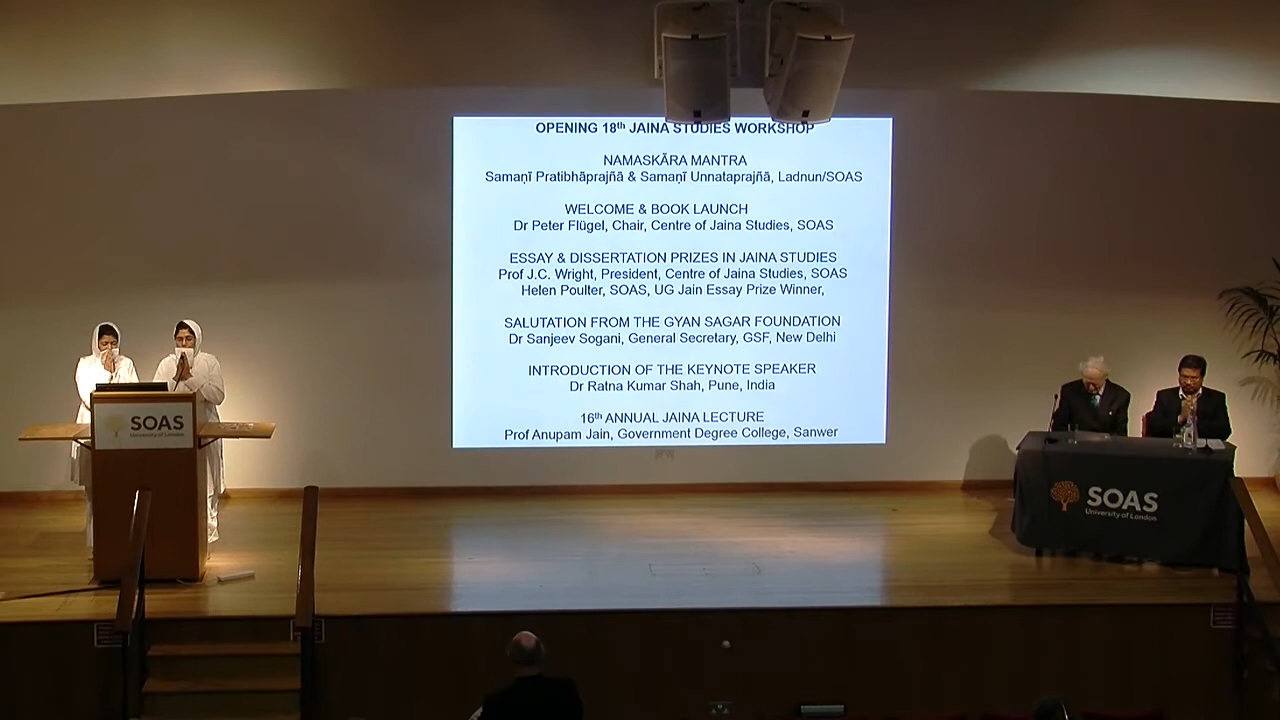 OPENING 18th JAINA STUDIES WORKSHOP
NAMASKĀRA MANTRA
Samaṇī Pratibhāprajñā & Samaṇī Unnataprajñā, Ladnun/SOAS
WELCOME & BOOK LAUNCH
Dr Peter Flügel, Chair, Centre of Jaina Studies, SOAS
ESSAY & DISSERTATION PRIZES IN JAINA STUDIES
Prof J.C. Wright, President, Centre of Jaina Studies, SOAS
Helen Poulter, SOAS, UG Jain Essay Prize Winner,
SALUTATION FROM THE GYAN SAGAR FOUNDATION
Dr Sanjeev Sogani, General Secretary, GSF, New Delhi
INTRODUCTION OF THE KEYNOTE SPEAKER
Dr Ratna Kumar Shah, Pune, India
16th ANNUAL JAINA LECTURE
Prof Anupam Jain, Government Degree College, Sanwer
SOAS
University of London
SOAS
University of London